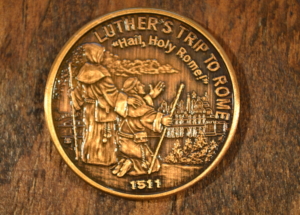 LUTHER'S TRIP TO ROME
"Hail, Holy Rome!"
1511